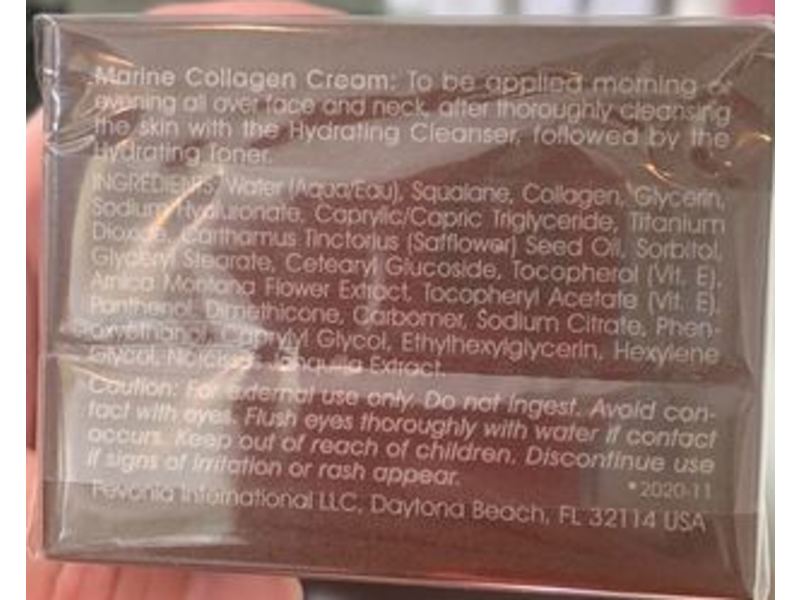 Marine Collagen Cream: To be applied morning or
evening all over face and neck, after thoroughly cleansing
the skin with the Hydrating Cleanser, followed by the
Hydrating Toner.
INGREDIENTS: Water (Aqua/Eau), Squalane, Collagen, Glycerin,
Sodium Hyaluronate, Caprylic/Capric Triglyceride, Titanium
Dioxide, Carthamus Tinctorius (Safflower) Seed Oil, Sorbitol,
Glyceryl Stearate, Cetearyl Glucoside, Tocopherol (Vit. E),
Arnica Montana Flower Extract, Tocopheryl Acetate (Vit. E),
Panthenol, Dimethicone, Carbomer, Sodium Citrate, Phen-
oxyethanol, Caprylyl Glycol, Ethylhexylglycerin, Hexylene
Glycol, Extract.
Caution: For external use only. Do not ingest. Avoid con-
tact with eyes. Flush eyes thoroughly with water if contact
occurs. Keep out of reach of children. Discontinue use
if signs of irritation or rash appear.
*2020-11
Pevonia International LLC, Daytona Beach, FL 32114 USA